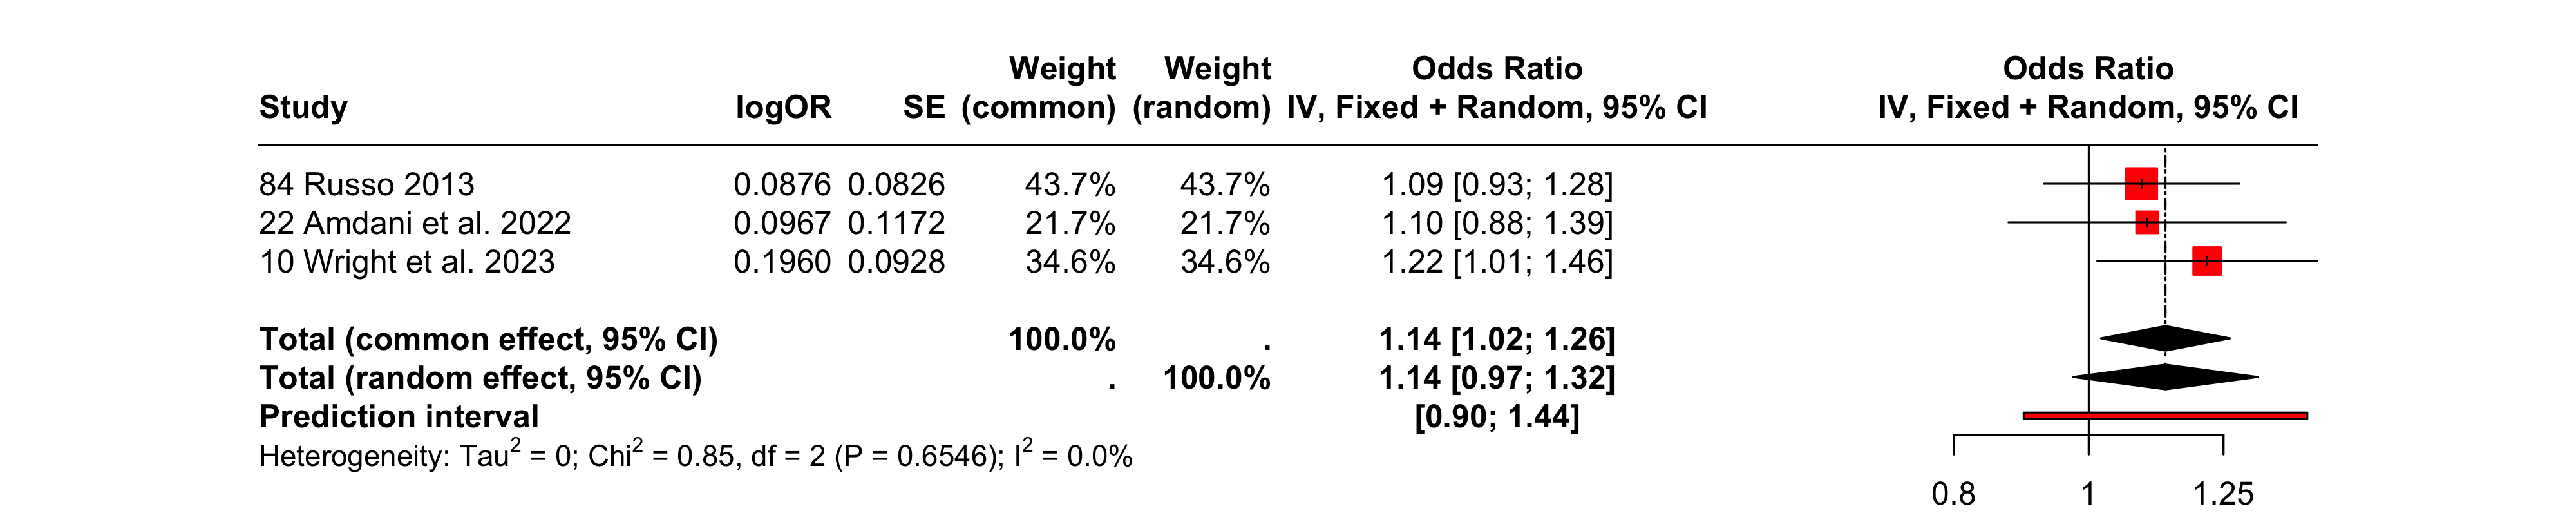 Weight Weight Odds Ratio Odds Ratio
Study logOR SE (common) (random) IV, Fixed + Random, 95% CI IV, Fixed + Random, 95% CI
84 Russo 2013 0.0876 0.0826 43.7% 43.7% 1.09 [0.93; 1.28]
22 Amdani et al. 2022 0.0967 0.1172 21.7% 21.7% 1.10 [0.88; 1.39]
10 Wright et al. 2023 0.1960 0.0928 34.6% 34.6% 1.22 [1.01; 1.46]
Total (common effect, 95% CI) 100.0% . 1.14 [1.02; 1.26]
Total (random effect, 95% CI) . 100.0% 1.14 [0.97; 1.32]
Prediction interval [0.90; 1.44]
Heterogeneity: Tau² = 0; Chi² = 0.85, df = 2 (P = 0.6546); I² = 0.0%
0.8 1 1.25